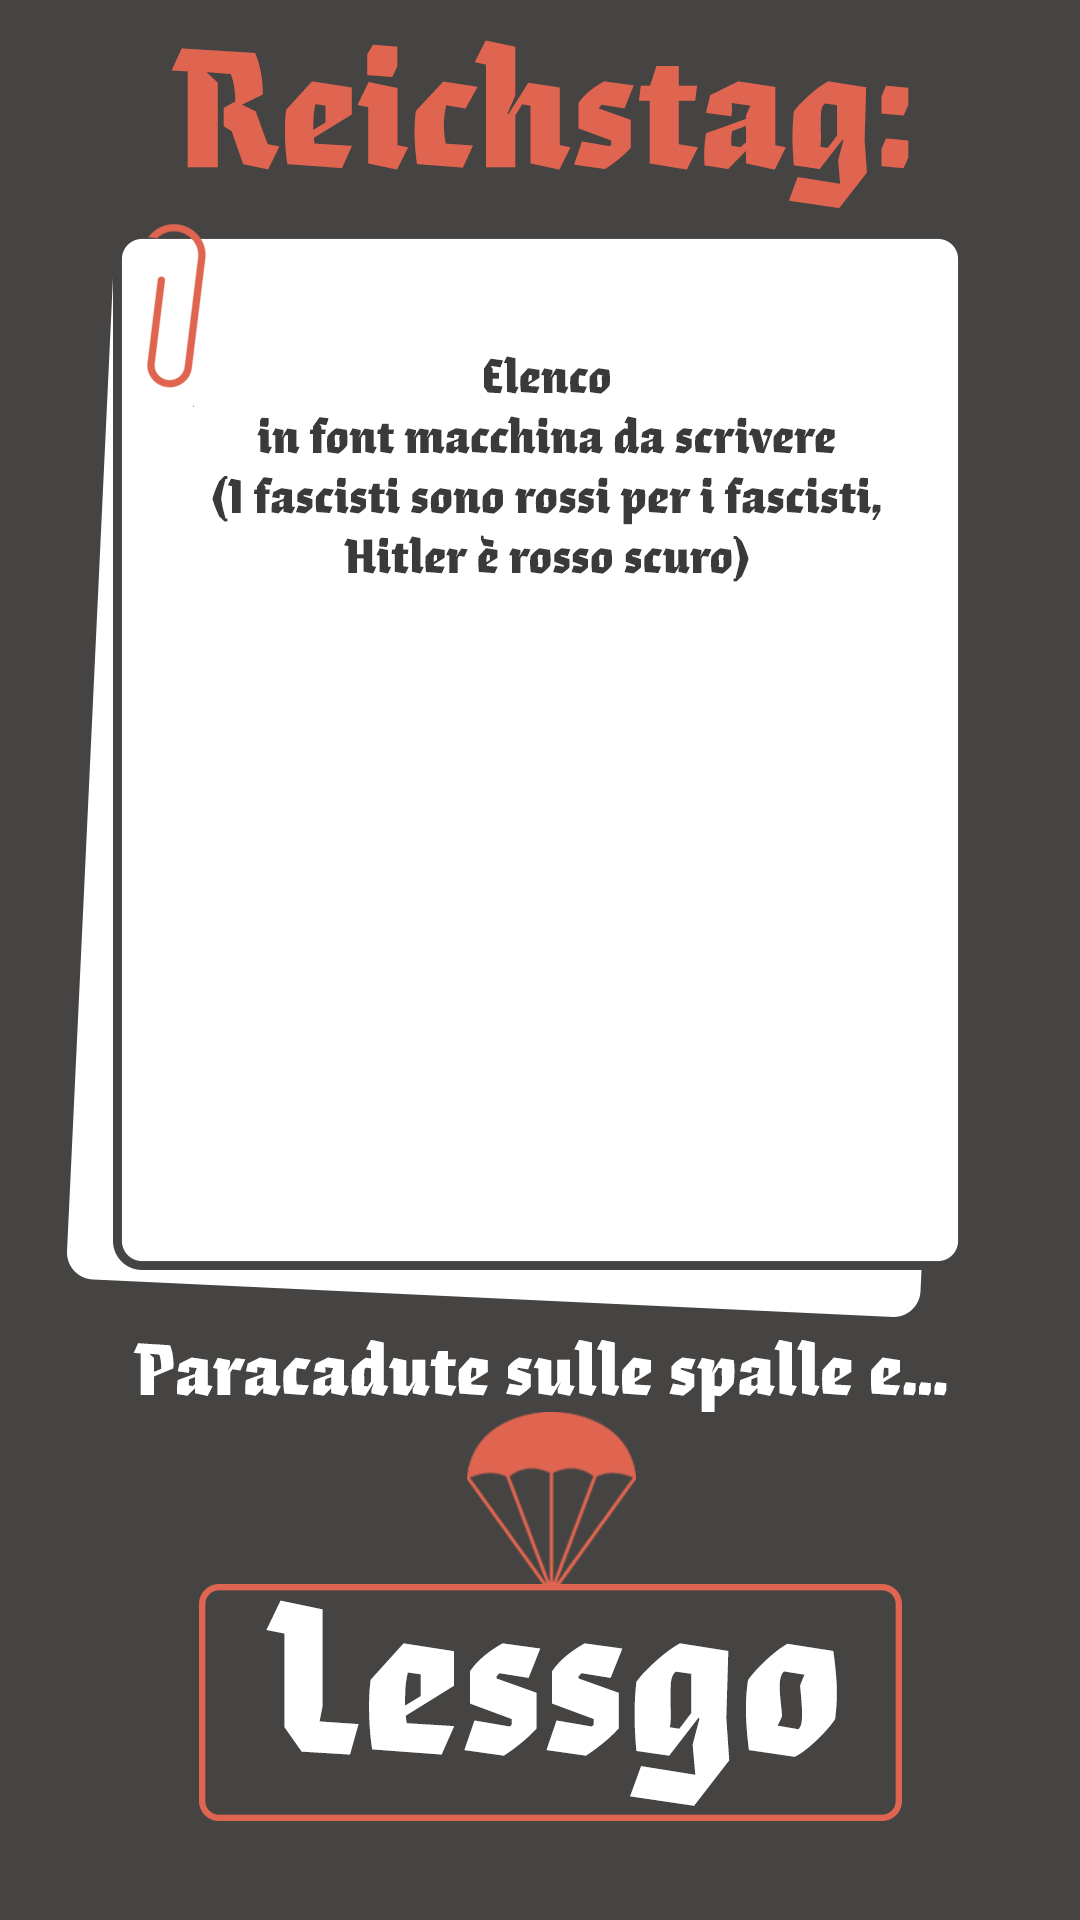 Reichstag:
Elenco
in font macchina da scrivere
(I fascisti sono rossi per i fascisti,
Hitler è rosso scuro)
Paracadute sulle spalle e...
Lessgo